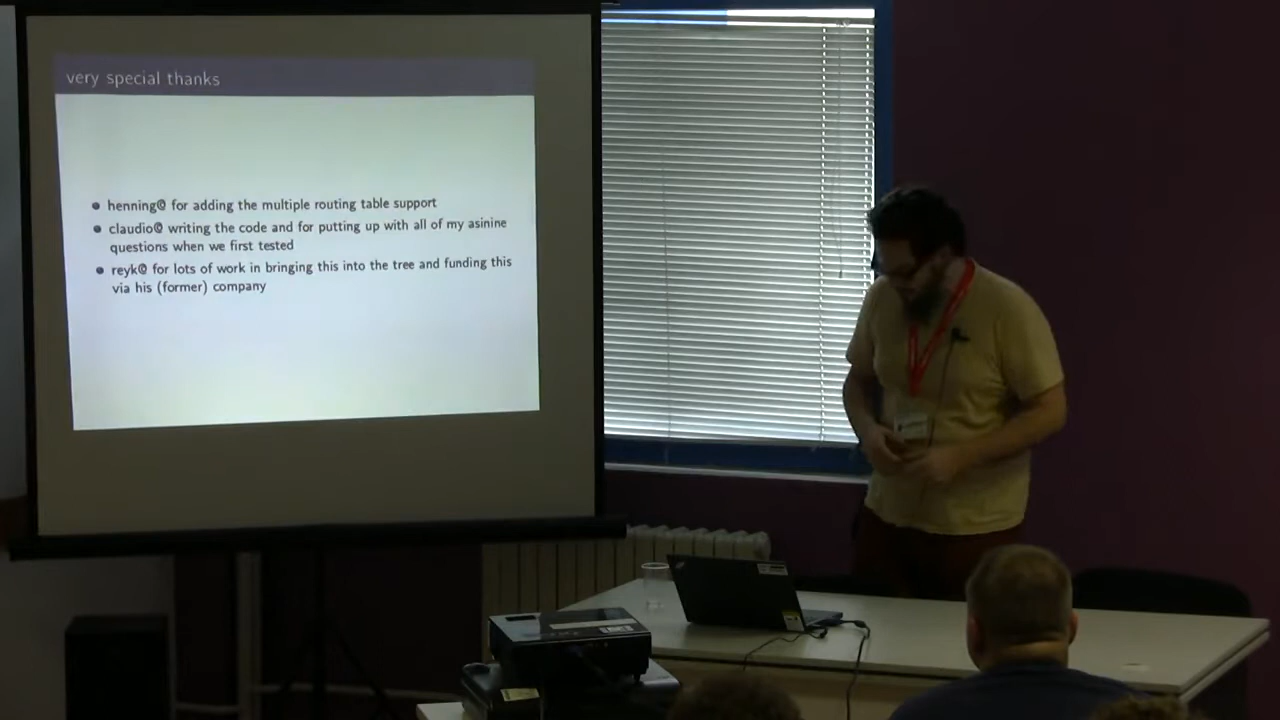 very special thanks
henning@ for adding the multiple routing table support
claudio@ writing the code and for putting up with all of my asinine
questions when we first tested
reyk@ for lots of work in bringing this into the tree and funding this
via his (former) company